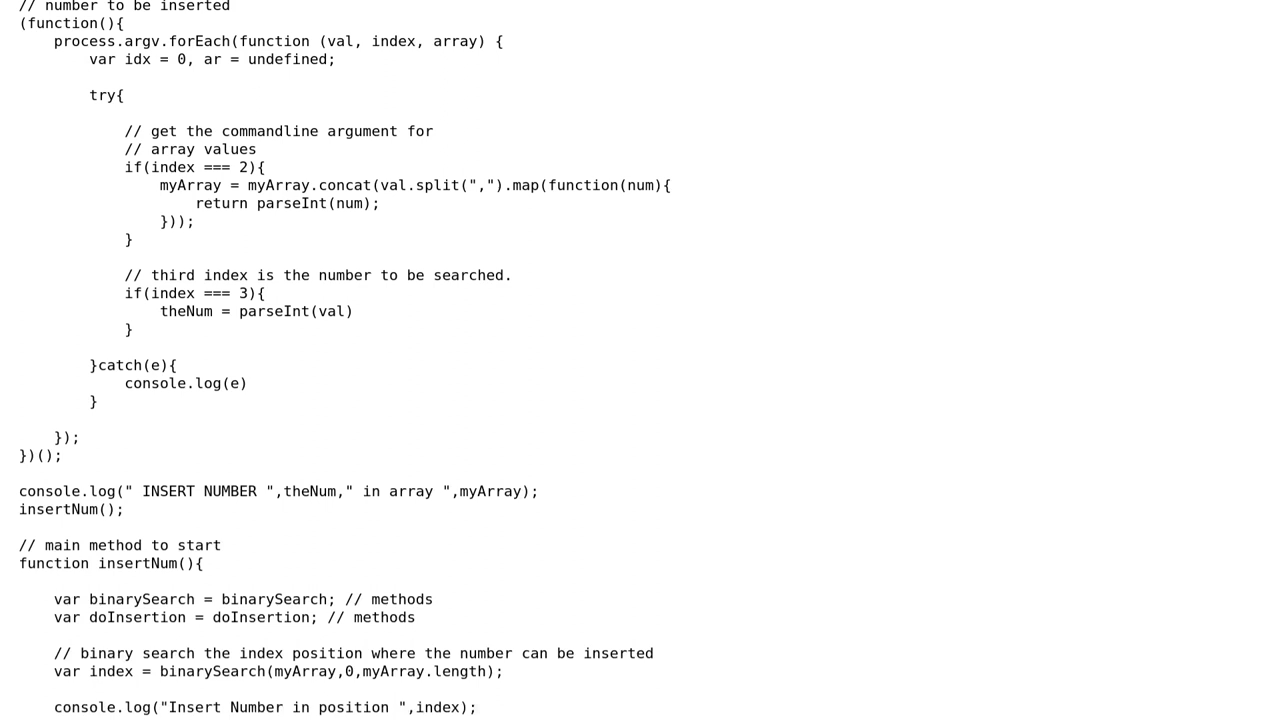 // number to be inserted
(function(){
    process.argv.forEach(function (val, index, array) {
        var idx = 0, ar = undefined;

        try{

            // get the commandline argument for
            // array values
            if(index === 2){
                myArray = myArray.concat(val.split(",").map(function(num){
                    return parseInt(num);
                }));
            }

            // third index is the number to be searched.
            if(index === 3){
                theNum = parseInt(val)
            }

        }catch(e){
            console.log(e)
        }

    });
})();

console.log(" INSERT NUMBER ",theNum," in array ",myArray);
insertNum();

// main method to start
function insertNum(){

    var binarySearch = binarySearch; // methods
    var doInsertion = doInsertion; // methods

    // binary search the index position where the number can be inserted
    var index = binarySearch(myArray,0,myArray.length);

    console.log("Insert Number in position ",index);